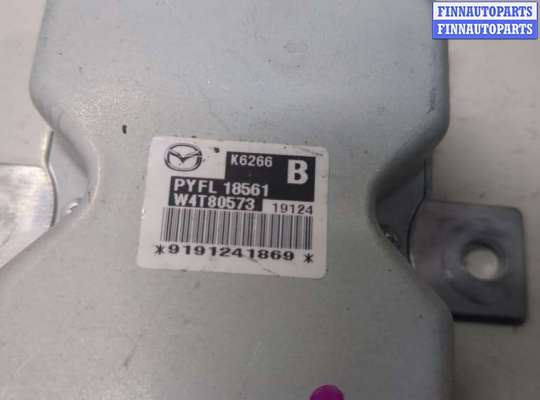 FINNAUTOPARTS
FINNAUTOPARTS
K6266
B
PYFL 18561
W4T80573
19124
*9191241869*